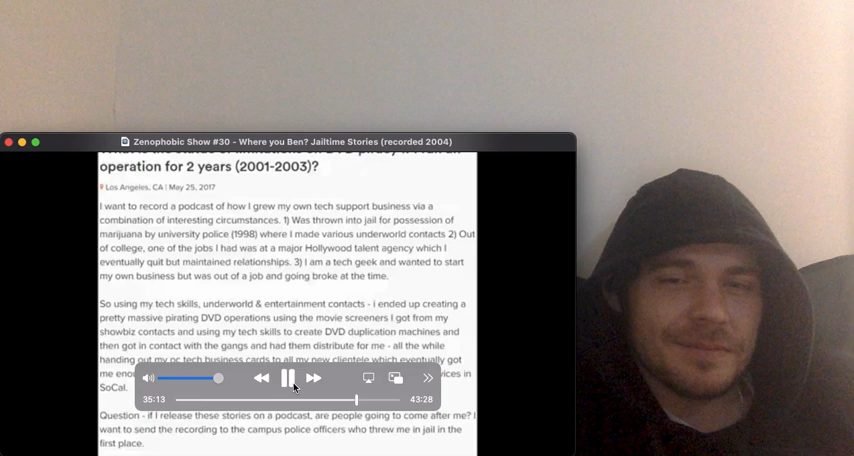 Zenophobic Show #30 - Where you Ben? Jailtime Stories (recorded 2004)
operation for 2 years (2001-2003)?
Los Angeles, CA | May 25, 2017
I want to record a podcast of how I grew my own tech support business via a
combination of interesting circumstances. 1) Was thrown into jail for possession of
marijuana by university police (1998) where I made various underworld contacts 2) Out
of college, one of the jobs I had was at a major Hollywood talent agency which I
eventually quit but maintained relationships. 3) I am a tech geek and wanted to start
my own business but was out of a job and going broke at the time.
So using my tech skills, underworld & entertainment contacts - i ended up creating a
pretty massive pirating DVD operations using the movie screeners I got from my
showbiz contacts and using my tech skills to create DVD duplication machines and
then got in contact with the gangs and had them distribute for me - all the while
handing out my pc tech business cards to all my new clientele which eventually got
me
in
SoCal.
35:13
43:28
Question - if I release these stories on a podcast, are people going to come after me? I
want to send the recording to the campus police officers who threw me in jail in the
first place.